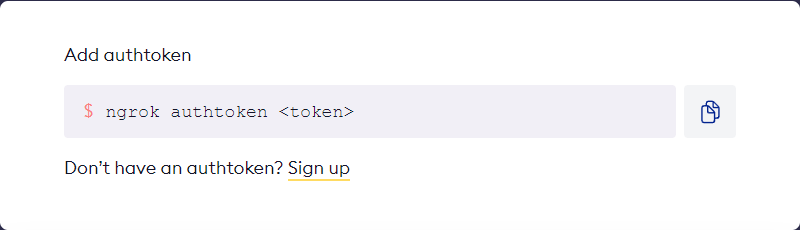 Add authtoken
$ ngrok authtoken <token>
Don’t have an authtoken? Sign up